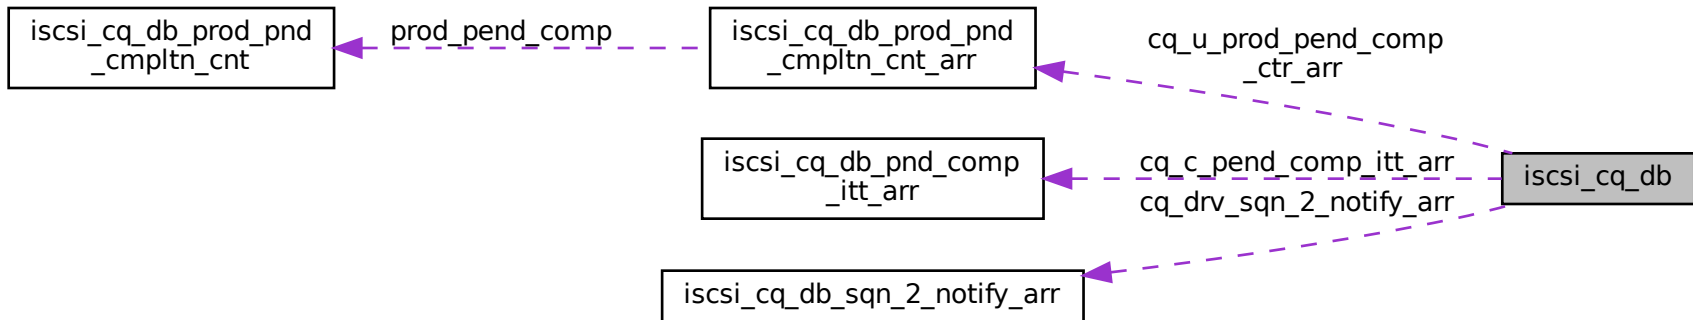 iscsi_cq_db_prod_pnd
_cmpltn_cnt
prod_pend_comp
iscsi_cq_db_prod_pnd
_cmpltn_cnt_arr
cq_u_prod_pend_comp
_ctr_arr
iscsi_cq_db_pnd_comp
_itt_arr
cq_c_pend_comp_itt_arr
cq_drv_sqn_2_notify_arr
iscsi_cq_db
iscsi_cq_db_sqn_2_notify_arr